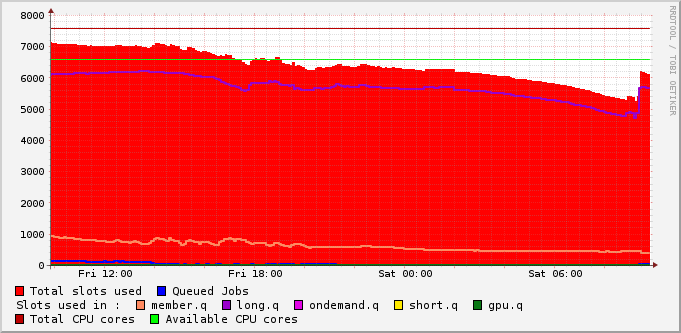 8000
7000
6000
5000
4000
3000
2000
1000
0
Fri 12:00 Fri 18:00 Sat 00:00 Sat 06:00
Total slots used Queued Jobs
Slots used in : member.q long.q ondemand.q short.q gpu.q
Total CPU cores Available CPU cores
RRDTOOL / TOBI OETIKER